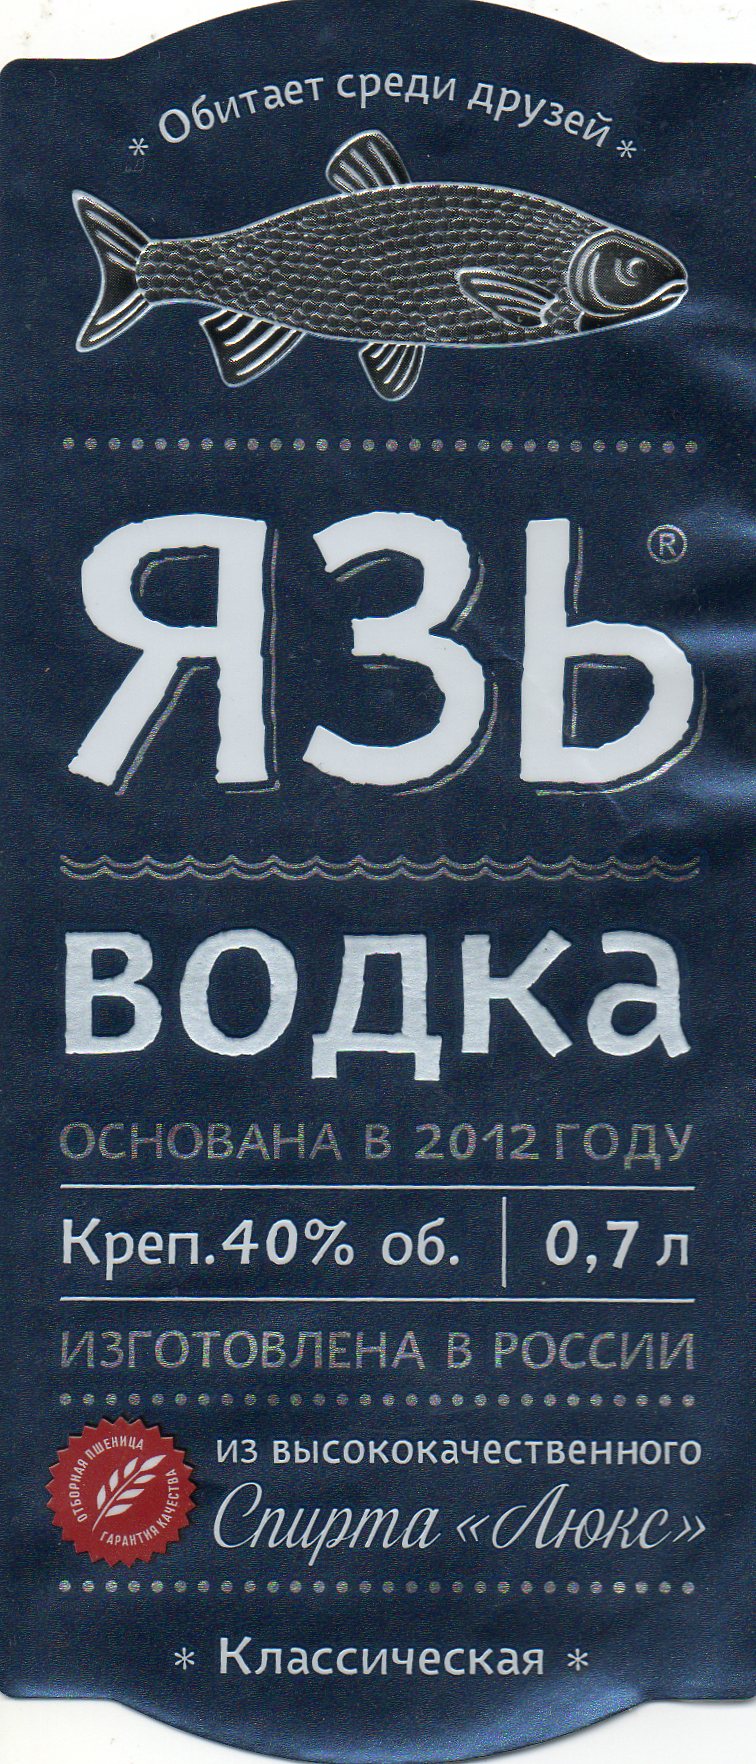 * Обитает среди друзей *
ЯЗЬ ®
водка
ОСНОВАНА В 2012 ГОДУ
Креп. 40% об. | 0,7 л
ИЗГОТОВЛЕНА В РОССИИ
ОТБОРНАЯ ПШЕНИЦА
ГАРАНТИЯ КАЧЕСТВА
из высококачественного
Спирта «Люкс»
* Классическая *